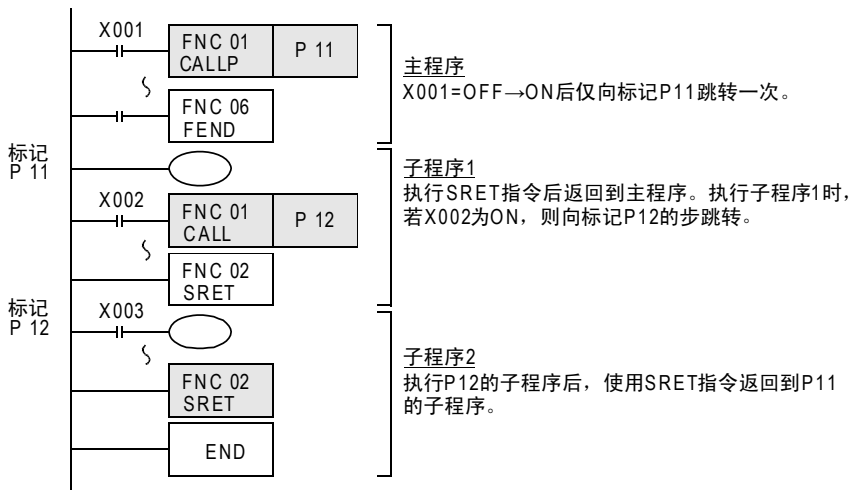 X001
FNC 01
CALLP
P 11
主程序
X001=OFF→ON后仅向标记P11跳转一次。
FNC 06
FEND
标记
P 11
子程序1
执行SRET指令后返回到主程序。执行子程序1时，
若X002为ON，则向标记P12的步跳转。
X002
FNC 01
CALL
P 12
FNC 02
SRET
标记
P 12
X003
子程序2
执行P12的子程序后，使用SRET指令返回到P11
的子程序。
FNC 02
SRET
END